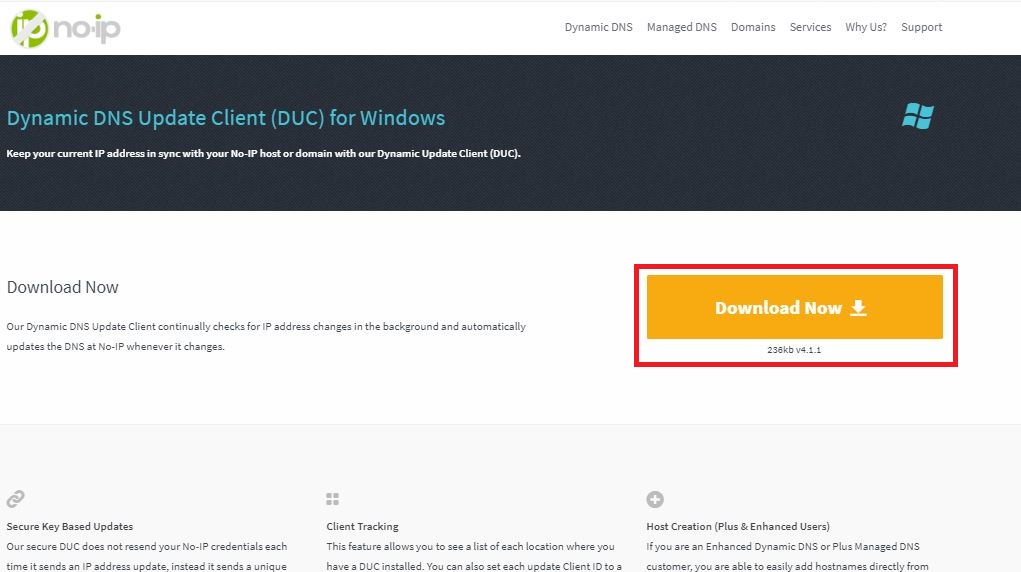 no-ip
Dynamic DNS Managed DNS Domains Services Why Us? Support
Dynamic DNS Update Client (DUC) for Windows
Keep your current IP address in sync with your No-IP host or domain with our Dynamic Update Client (DUC).
Download Now
Our Dynamic DNS Update Client continually checks for IP address changes in the background and automatically
updates the DNS at No-IP whenever it changes.
Download Now
236kb v4.1.1
Secure Key Based Updates
Our secure DUC does not resend your No-IP credentials each
time it sends an IP address update, instead it sends a unique
Client Tracking
This feature allows you to see a list of each location where you
have a DUC installed. You can also set each update Client ID to a
Host Creation (Plus & Enhanced Users)
If you are an Enhanced Dynamic DNS or Plus Managed DNS
customer, you are able to easily add hostnames directly from